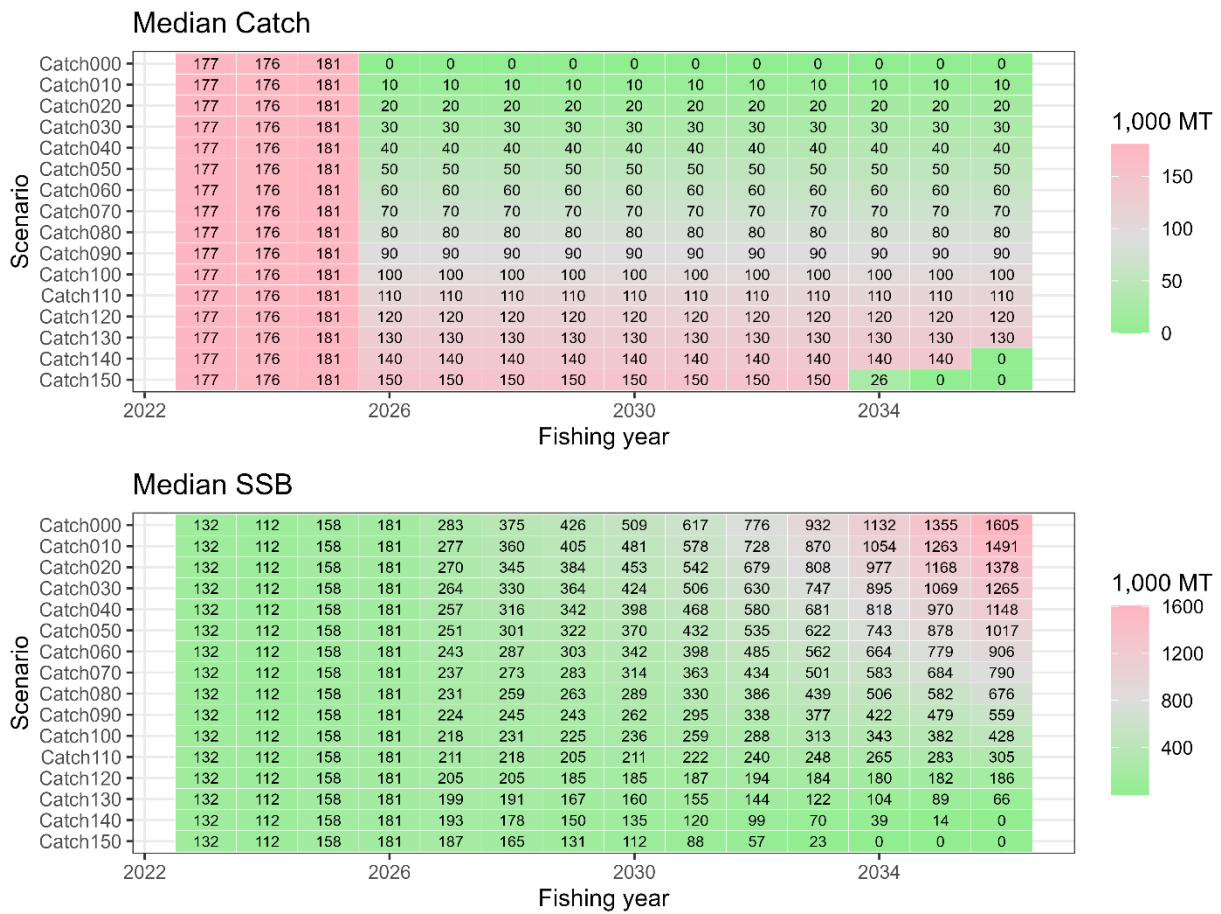 Median Catch
Catch000 177 176 181 0 0 0 0 0 0 0 0 0 0 0
Catch010 177 176 181 10 10 10 10 10 10 10 10 10 10 10
Catch020 177 176 181 20 20 20 20 20 20 20 20 20 20 20
Catch030 177 176 181 30 30 30 30 30 30 30 30 30 30 30
Catch040 177 176 181 40 40 40 40 40 40 40 40 40 40 40
Catch050 177 176 181 50 50 50 50 50 50 50 50 50 50 50
Catch060 177 176 181 60 60 60 60 60 60 60 60 60 60 60
Catch070 177 176 181 70 70 70 70 70 70 70 70 70 70 70
Catch080 177 176 181 80 80 80 80 80 80 80 80 80 80 80
Catch090 177 176 181 90 90 90 90 90 90 90 90 90 90 90
Catch100 177 176 181 100 100 100 100 100 100 100 100 100 100 100
Catch110 177 176 181 110 110 110 110 110 110 110 110 110 110 110
Catch120 177 176 181 120 120 120 120 120 120 120 120 120 120 120
Catch130 177 176 181 130 130 130 130 130 130 130 130 130 130 130
Catch140 177 176 181 140 140 140 140 140 140 140 140 140 140 0
Catch150 177 176 181 150 150 150 150 150 150 150 150 26 0 0
Scenario
2022 2026 2030 2034
Fishing year
1,000 MT
150
100
50
0
Median SSB
Catch000 132 112 158 181 283 375 426 509 617 776 932 1132 1355 1605
Catch010 132 112 158 181 277 360 405 481 578 728 870 1054 1263 1491
Catch020 132 112 158 181 270 345 384 453 542 679 808 977 1168 1378
Catch030 132 112 158 181 264 330 364 424 506 630 747 895 1069 1265
Catch040 132 112 158 181 257 316 342 398 468 580 681 818 970 1148
Catch050 132 112 158 181 251 301 322 370 432 535 622 743 878 1017
Catch060 132 112 158 181 243 287 303 342 398 485 562 664 779 906
Catch070 132 112 158 181 237 273 283 314 363 434 501 583 684 790
Catch080 132 112 158 181 231 259 263 289 330 386 439 506 582 676
Catch090 132 112 158 181 224 245 243 262 295 338 377 422 479 559
Catch100 132 112 158 181 218 231 225 236 259 288 313 343 382 428
Catch110 132 112 158 181 211 218 205 211 222 240 248 265 283 305
Catch120 132 112 158 181 205 205 185 185 187 194 184 180 182 186
Catch130 132 112 158 181 199 191 167 160 155 144 122 104 89 66
Catch140 132 112 158 181 193 178 150 135 120 99 70 39 14 0
Catch150 132 112 158 181 187 165 131 112 88 57 23 0 0 0
Scenario
2022 2026 2030 2034
Fishing year
1,000 MT
1600
1200
800
400